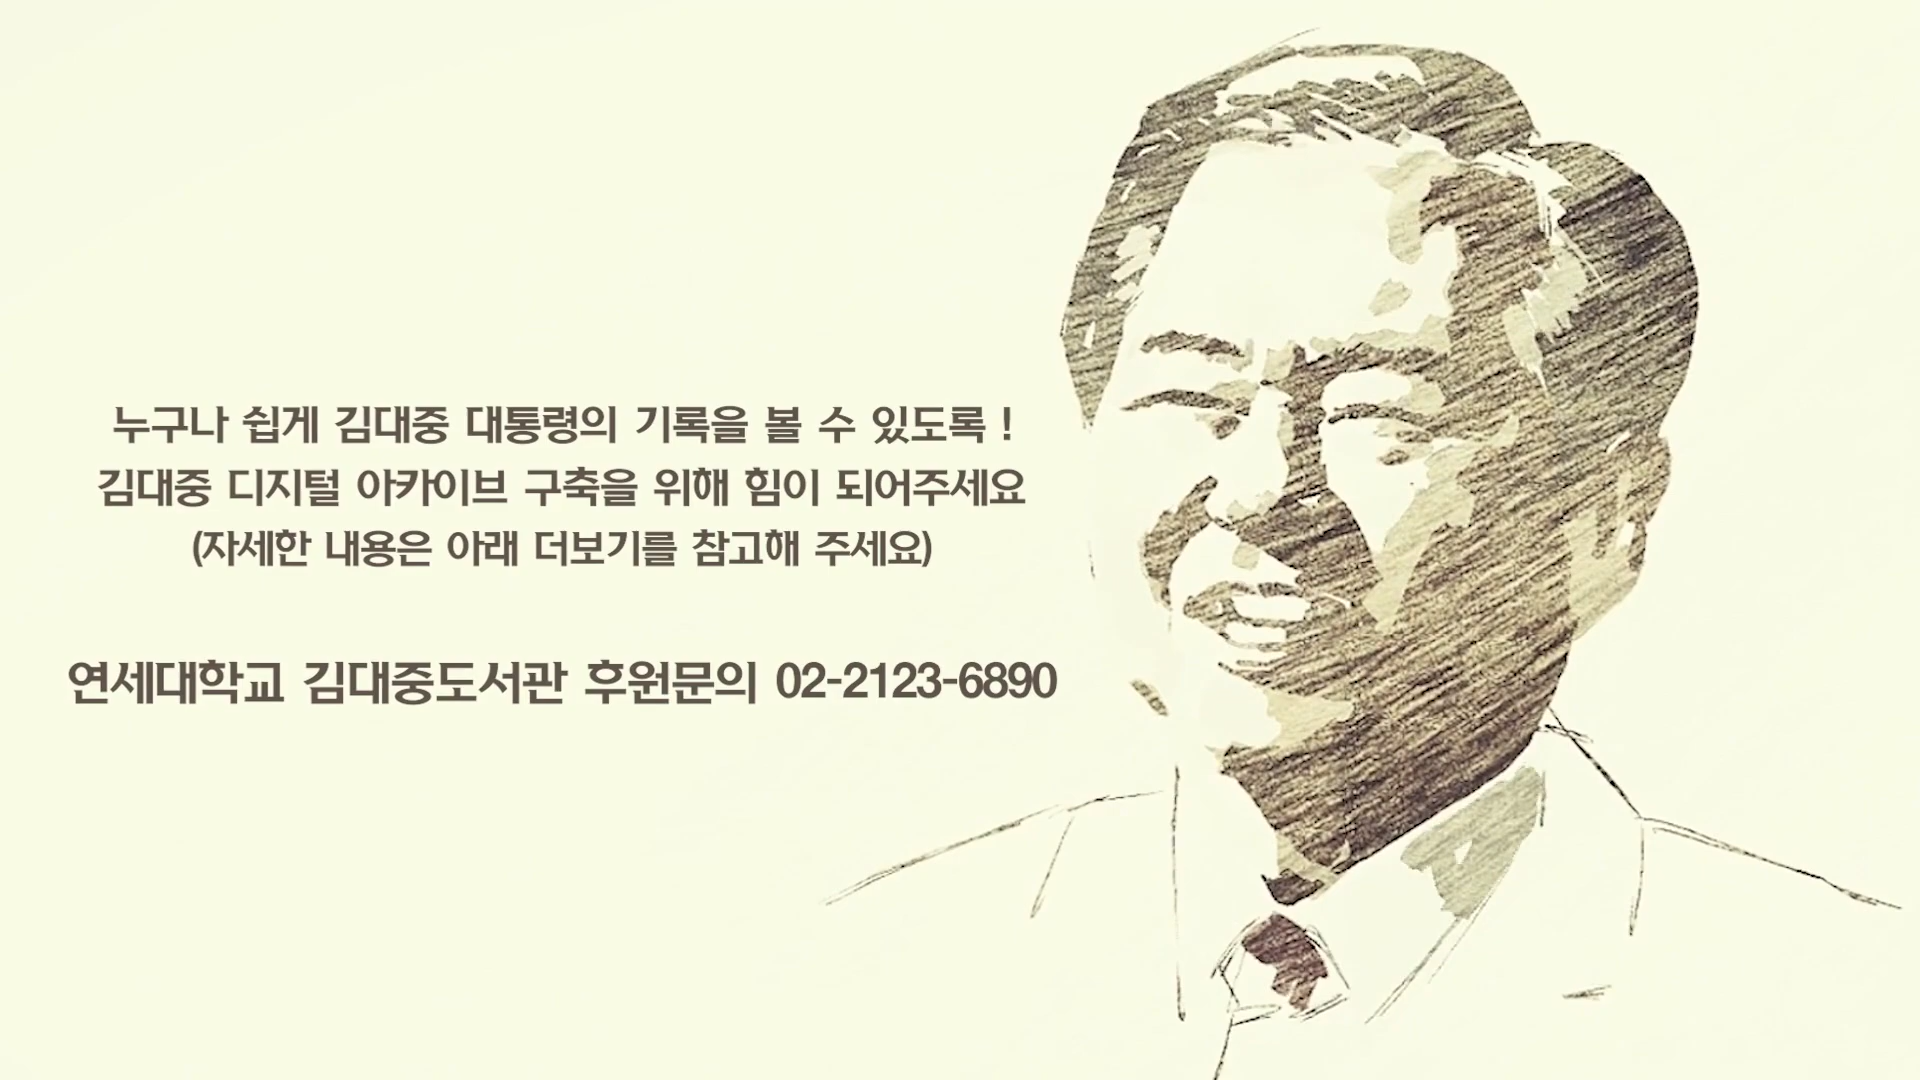 누구나 쉽게 김대중 대통령의 기록을 볼 수 있도록 !
김대중 디지털 아카이브 구축을 위해 힘이 되어주세요
(자세한 내용은 아래 더보기를 참고해 주세요)
연세대학교 김대중도서관 후원문의 02-2123-6890